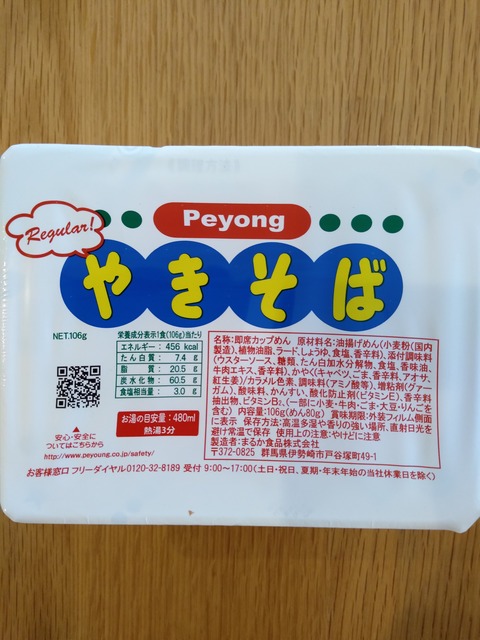 Peyong
Regular!
やきそば
NET.106g
栄養成分表示1食(106g)当たり
エネルギー: 456 kcal
たん白質: 7.4 g
脂質: 20.5 g
炭水化物: 60.5 g
食塩相当量: 3.0 g
お湯の目安量:480ml
熱湯3分
安心・安全に
ついてはこちらから
http://www.peyoung.co.jp/safety/
名称:即席カップめん 原材料名:油揚げめん(小麦粉(国内
製造)、植物油脂、ラード、しょうゆ、食塩、香辛料)、添付調味料
(ウスターソース、糖類、たん白加水分解物、食塩、香味油、
牛肉エキス、香辛料)、かやく(キャベツ、ごま、香辛料、アオサ、
紅生姜)/カラメル色素、調味料(アミノ酸等)、増粘剤(グァー
ガム)、酸味料、かんすい、酸化防止剤(ビタミンE)、香辛料
抽出物、ビタミンB₂、(一部に小麦・牛肉・ごま・大豆・りんごを
含む) 内容量:106g(めん80g) 賞味期限:外装フィルム側面
に表示 保存方法:高温多湿や香りの強い場所、直射日光を
避け常温で保存 使用上の注意:やけどに注意
製造者:まるか食品株式会社
〒372-0825 群馬県伊勢崎市戸谷塚町49-1
お客様窓口 フリーダイヤル0120-32-8189 受付 9:00〜17:00(土日・祝日、夏期・年末年始の当社休業日を除く)